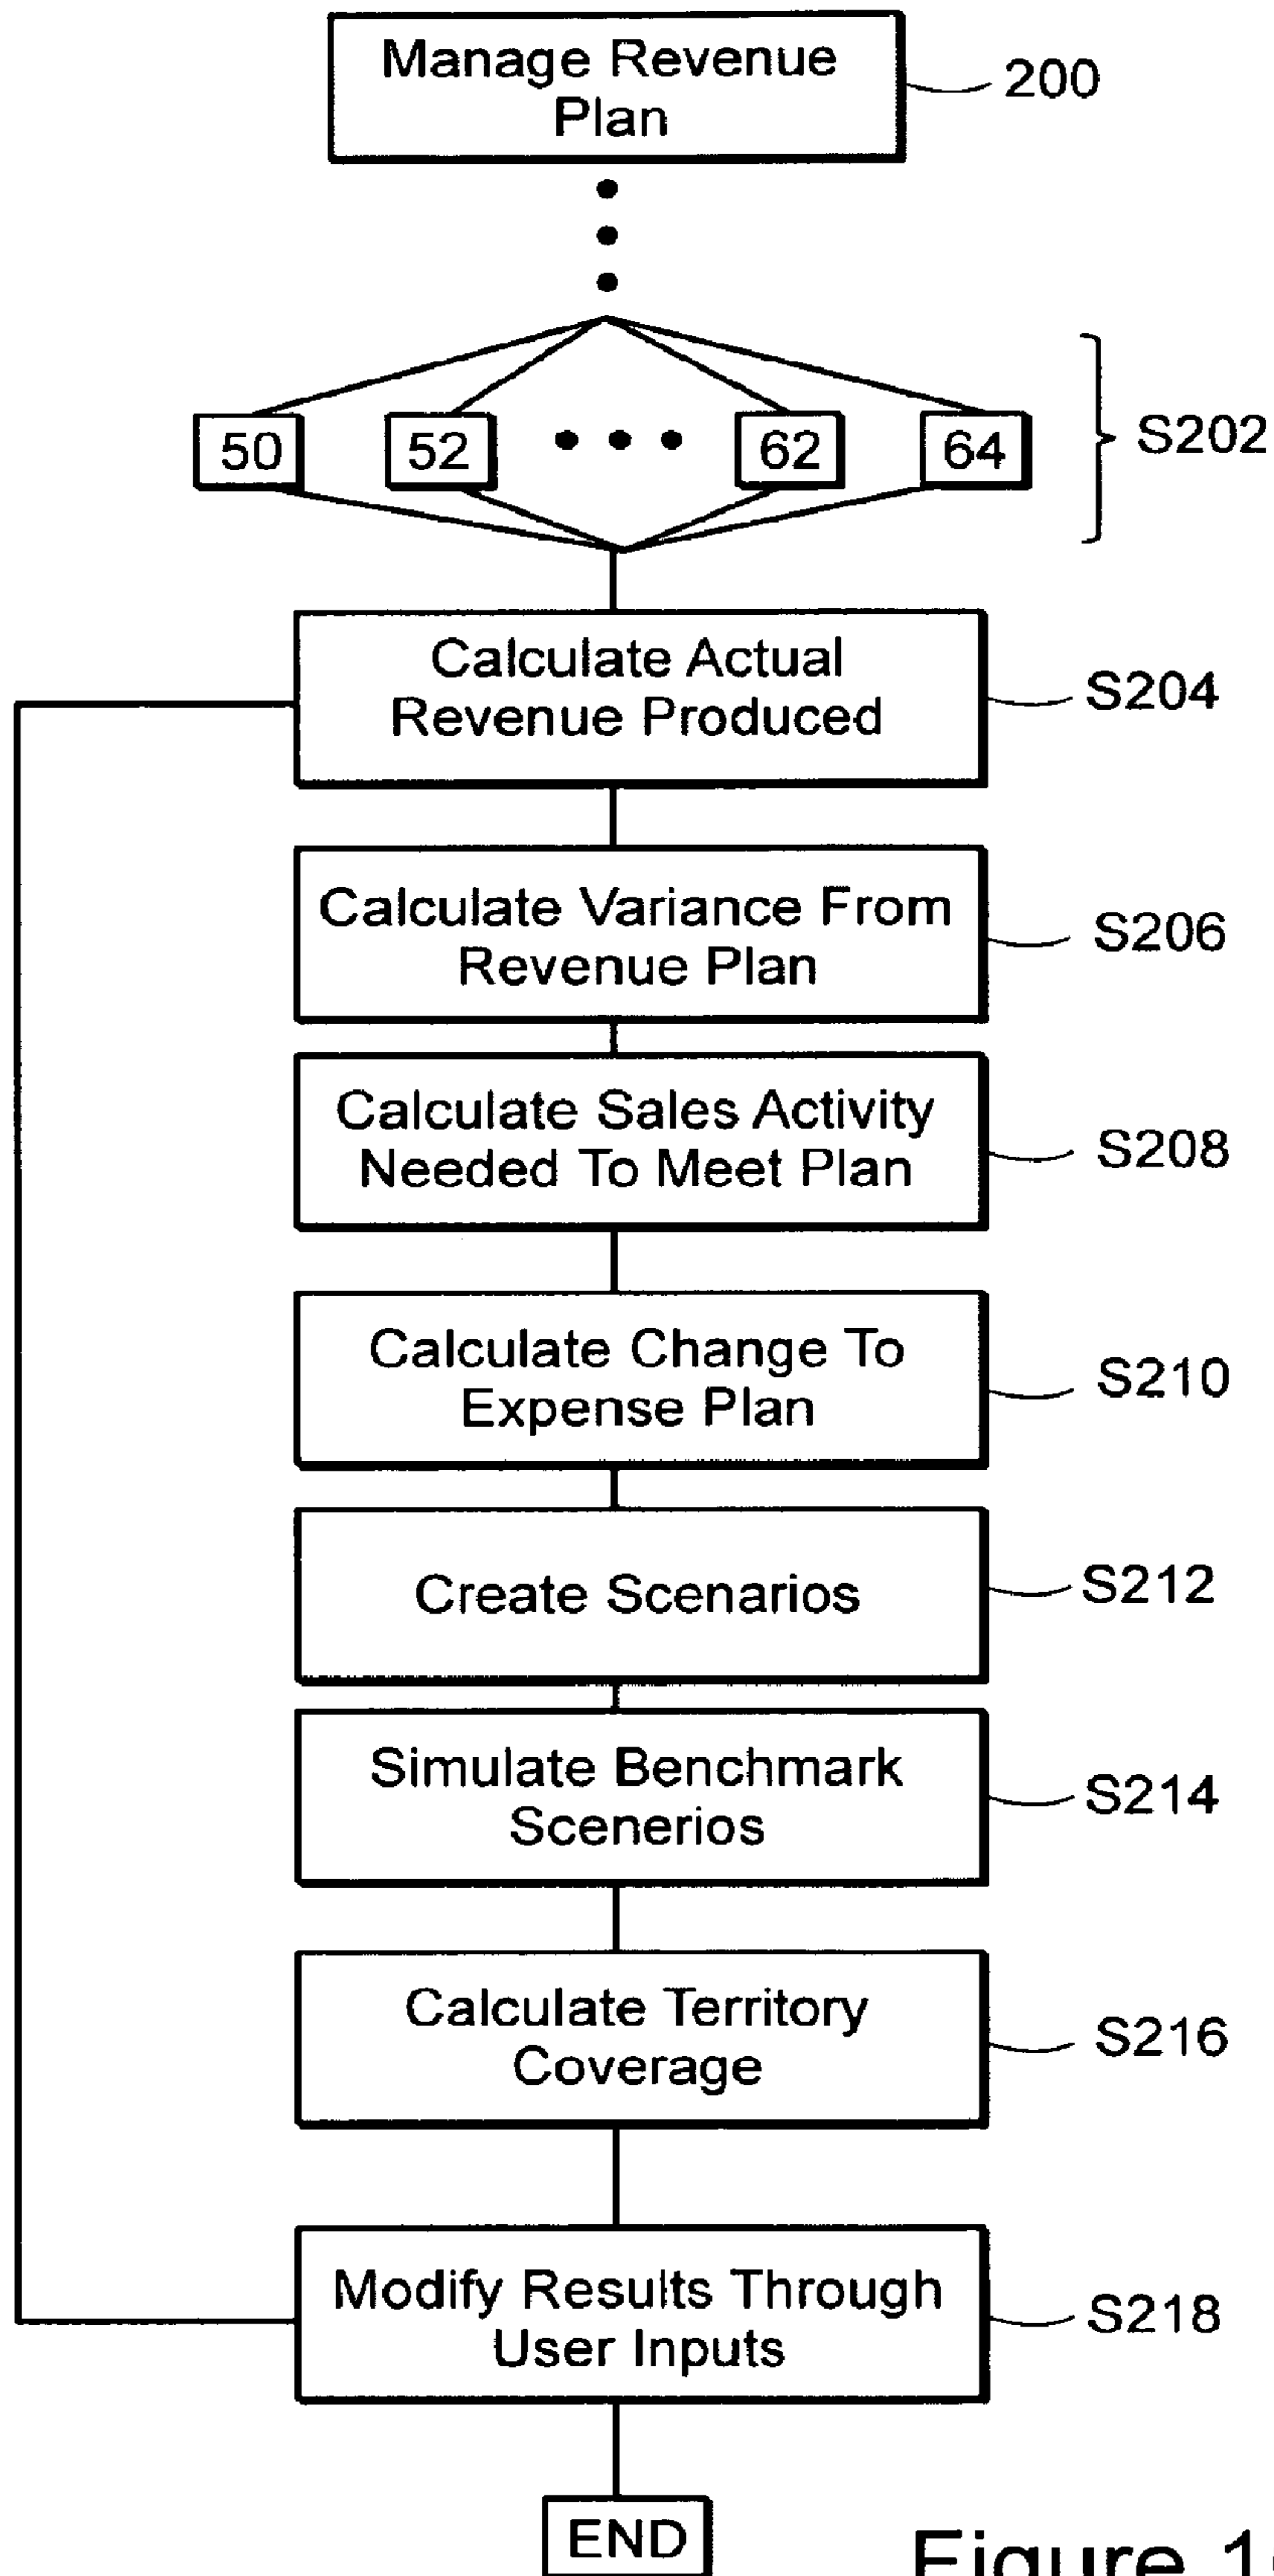 Manage Revenue
Plan
200
50
52
62
64
S202
Calculate Actual
Revenue Produced
S204
Calculate Variance From
Revenue Plan
S206
Calculate Sales Activity
Needed To Meet Plan
S208
Calculate Change To
Expense Plan
S210
Create Scenarios
S212
Simulate Benchmark
Scenerios
S214
Calculate Territory
Coverage
S216
Modify Results Through
User Inputs
S218
END
Figure